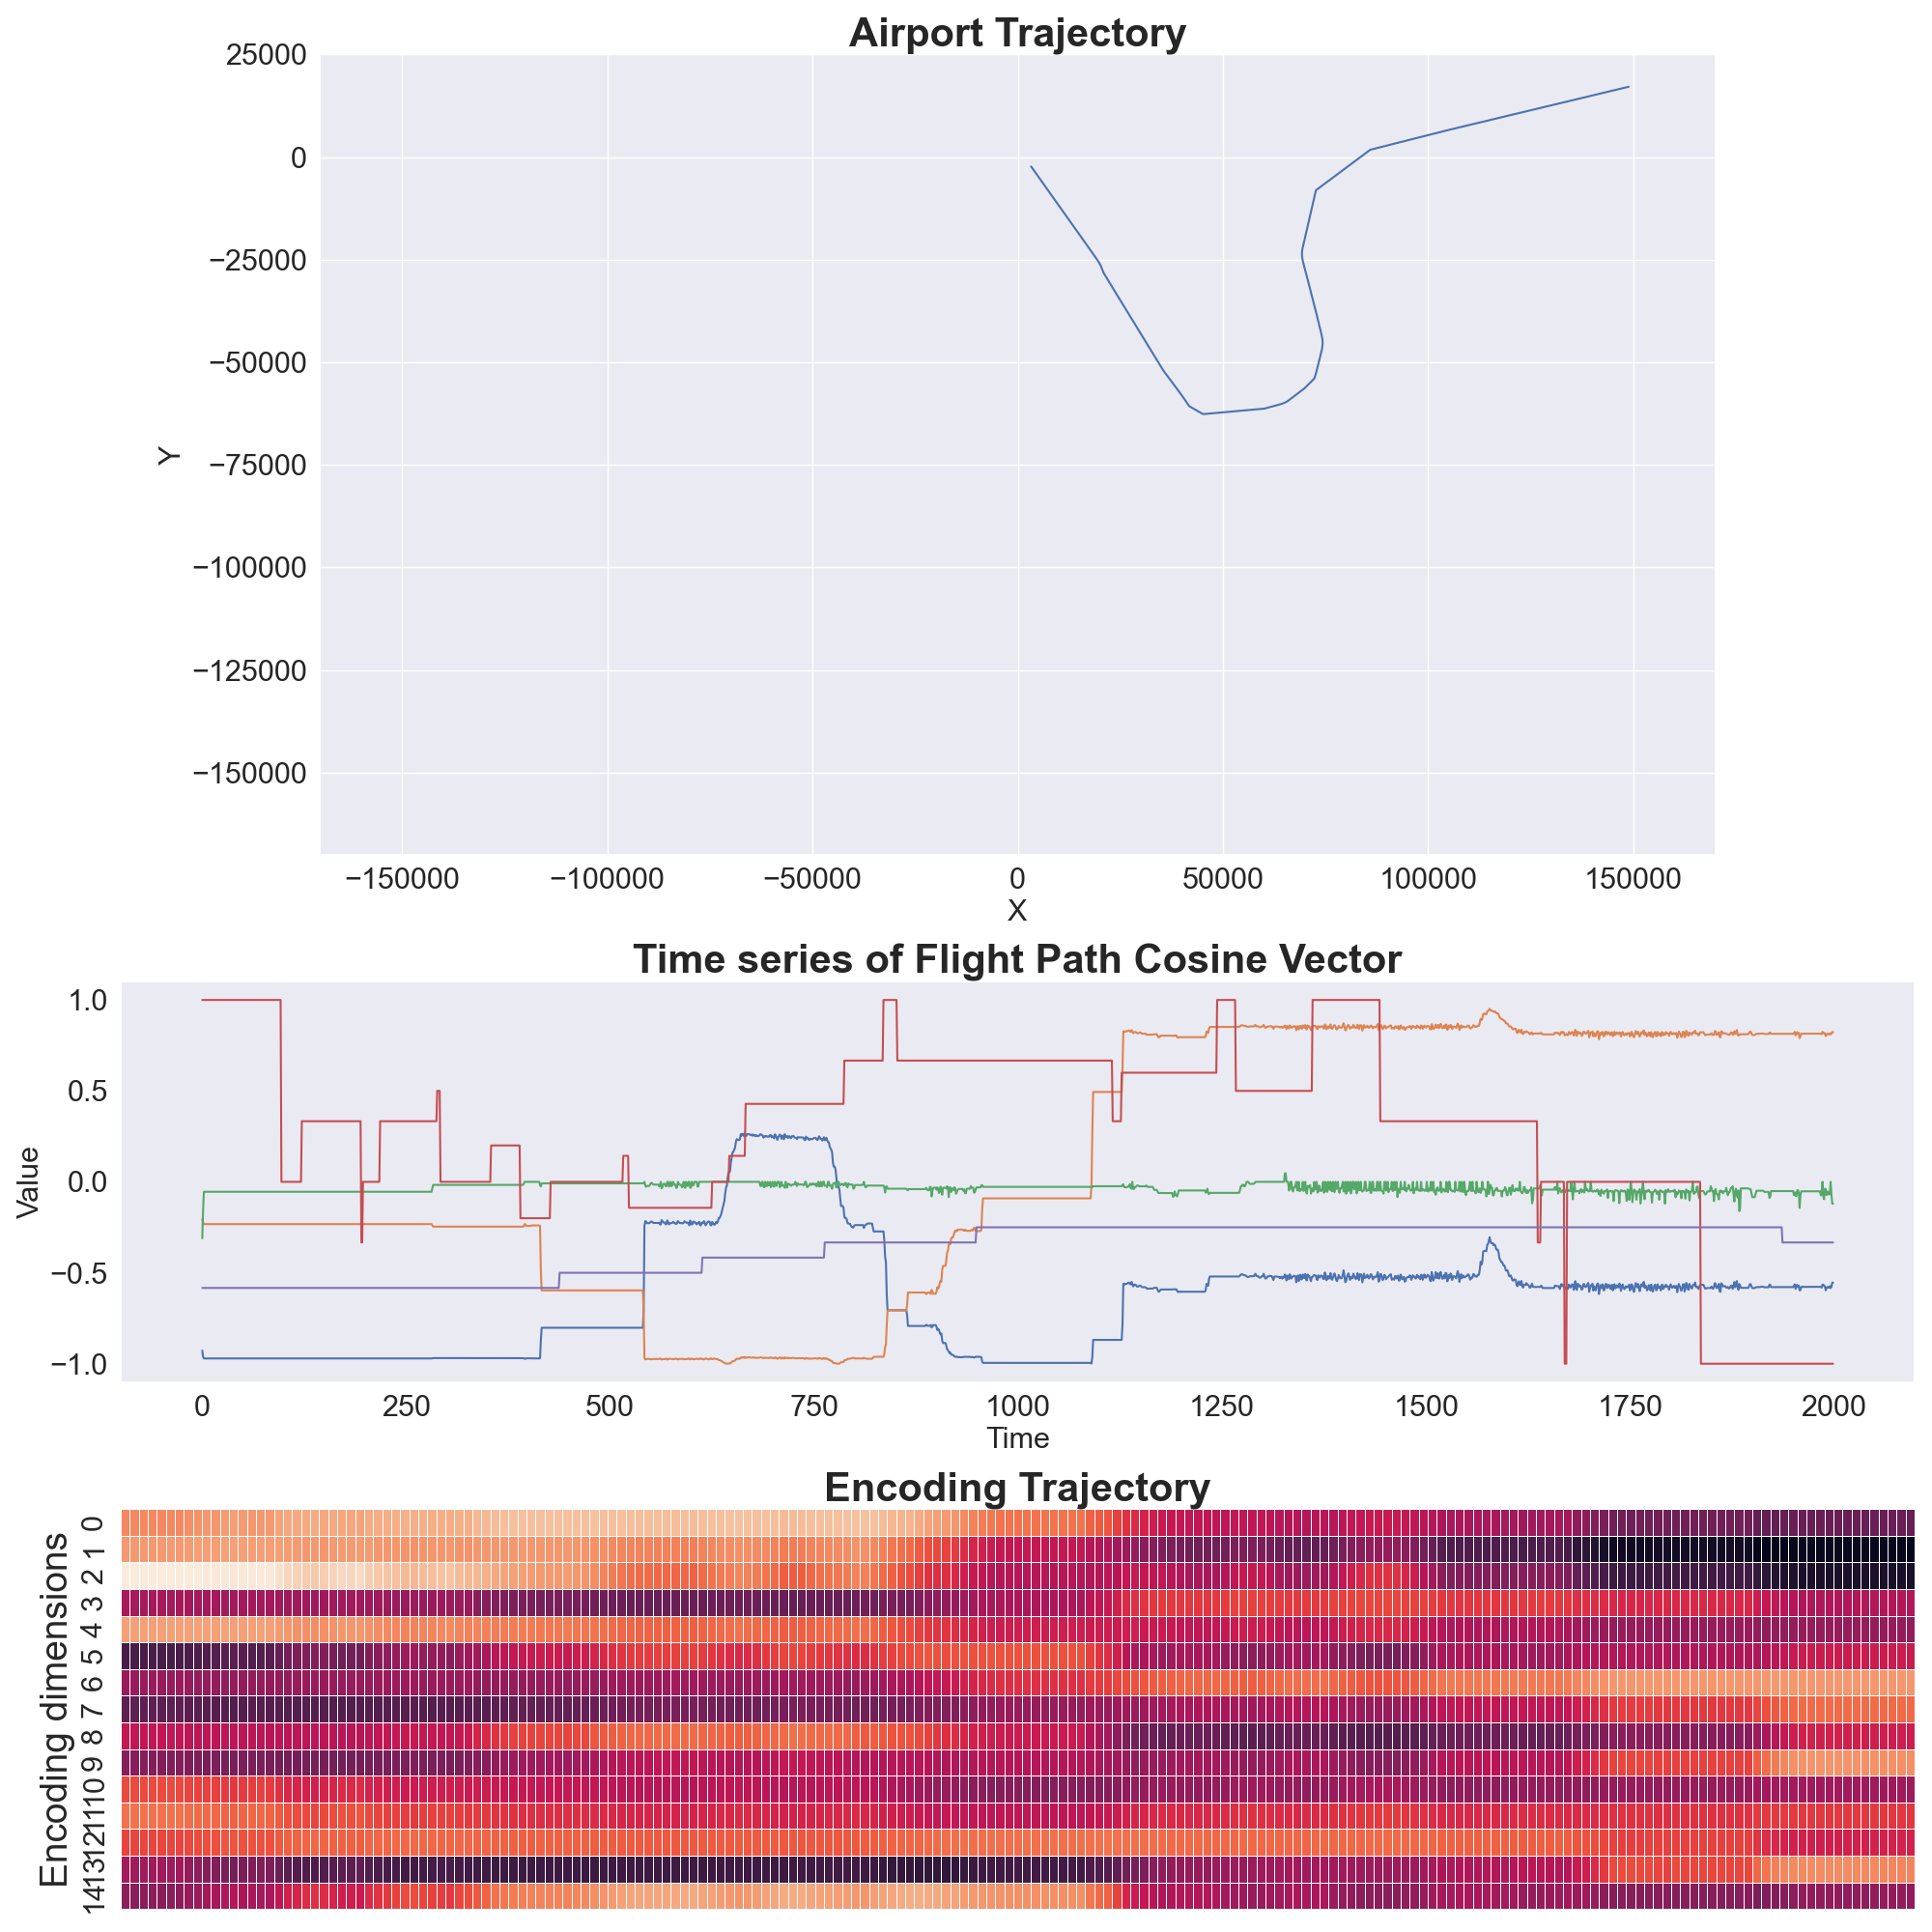 Airport Trajectory
25000
0
−25000
−50000
−75000
−100000
−125000
−150000
Y
−150000 −100000 −50000 0 50000 100000 150000
X
Time series of Flight Path Cosine Vector
1.0
0.5
0.0
−0.5
−1.0
Value
0 250 500 750 1000 1250 1500 1750 2000
Time
Encoding Trajectory
Encoding dimensions
0
1
2
3
4
5
6
7
8
9
10
11
12
13
14